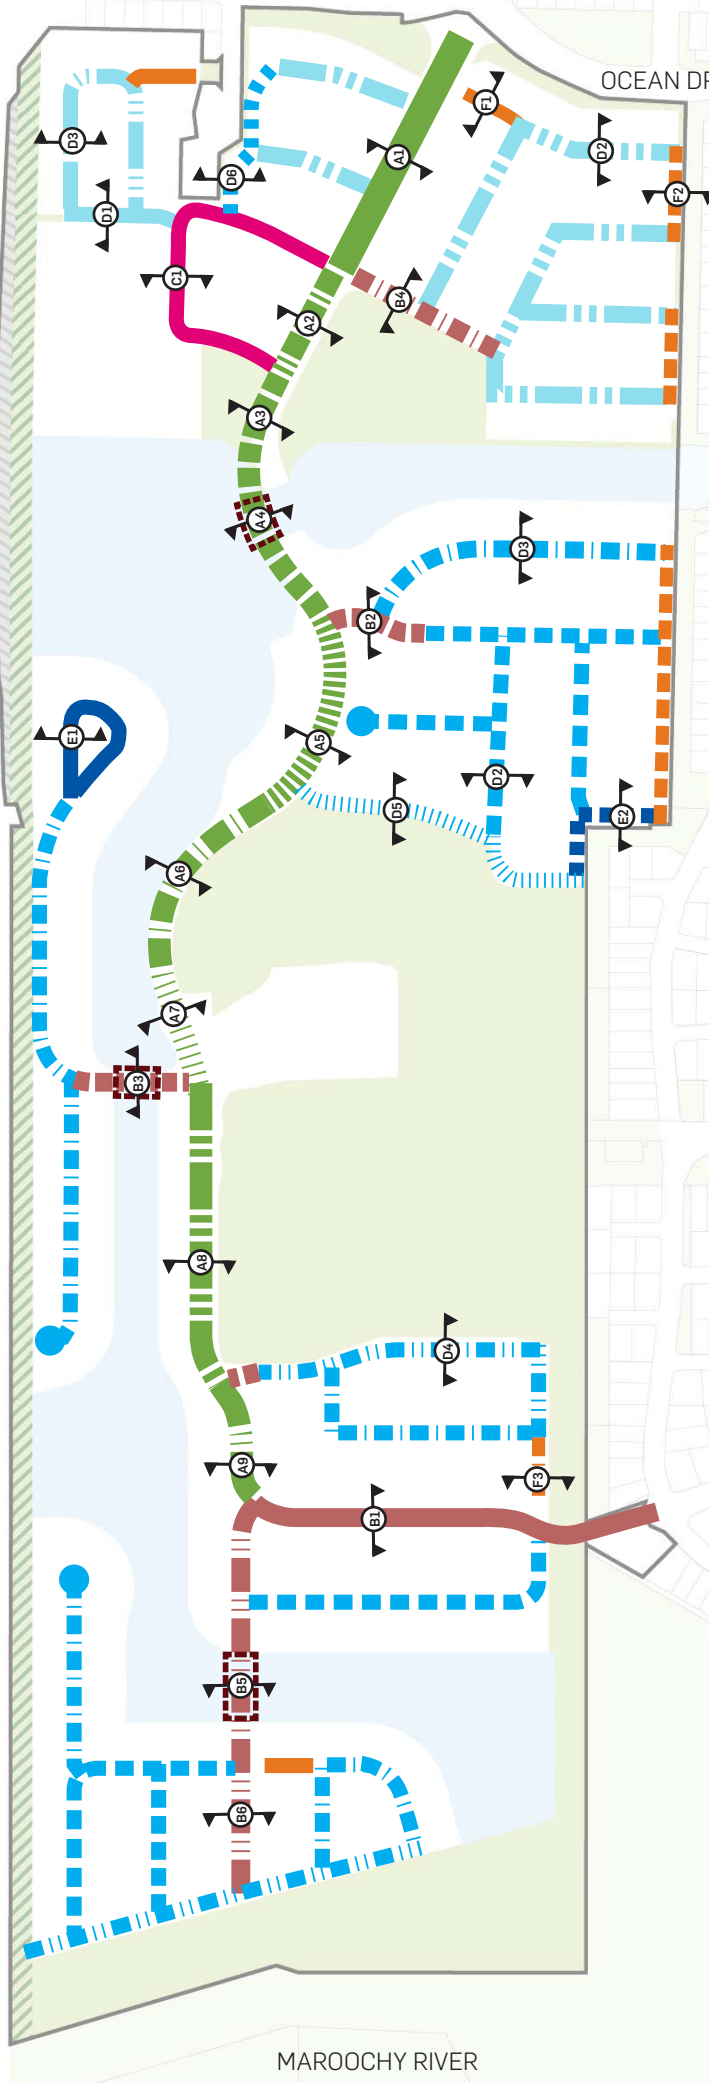 OCEAN DR
F1
A1
D3
D2
D6
F2
D1
C1
B4
A2
A3
A4
D3
B2
E1
A5
D2
D5
E2
A6
A7
B3
A8
D4
A9
F3
B1
B5
B6
MAROOCHY RIVER